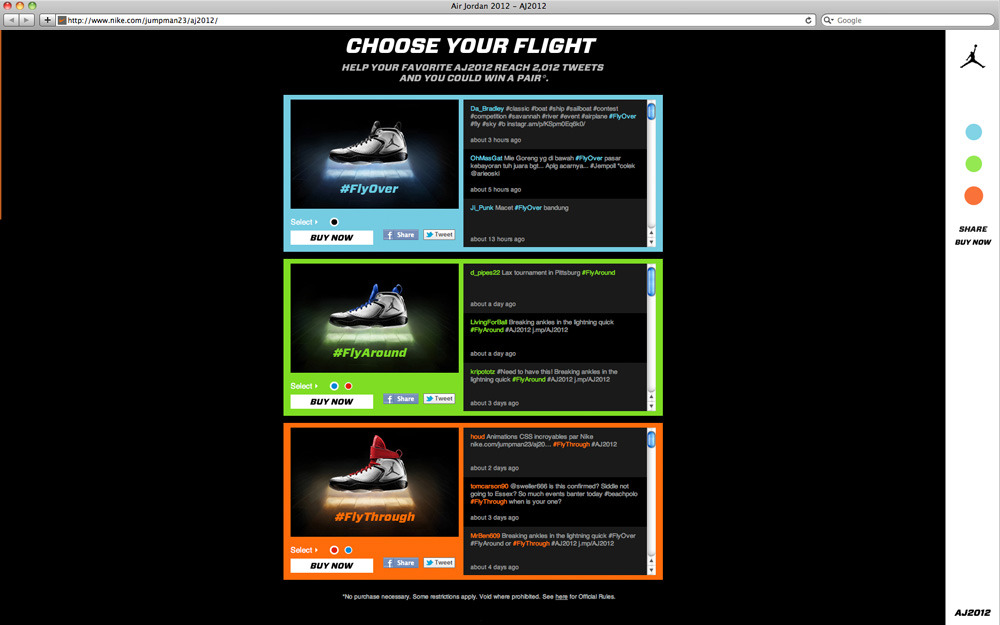 Air Jordan 2012 - AJ2012
http://www.nike.com/jumpman23/aj2012/
Google
CHOOSE YOUR FLIGHT
HELP YOUR FAVORITE AJ2012 REACH 2,012 TWEETS
AND YOU COULD WIN A PAIR*.
#FlyOver
Select
BUY NOW
Share
Tweet
Da_Bradley #classic #boat #ship #sailboat #contest
#competition #savannah #river #event #airplane #FlyOver
#fly #sky #b instagr.am/p/KSpm0Eq6k0/
about 3 hours ago
OhMasGat Mie Goreng yg di bawah #FlyOver pasar
kebayoran tuh juara bgt... Apig acarnya... #Jempoll *colek
@arieoski
about 5 hours ago
Ji_Punk Macet #FlyOver bandung
about 13 hours ago
#FlyAround
Select
BUY NOW
Share
Tweet
d_pipes22 Lax tournament in Pittsburg #FlyAround
about a day ago
LivingForBall Breaking ankles in the lightning quick
#FlyAround #AJ2012 j.mp/AJ2012
about a day ago
kripototz #Need to have this! Breaking ankles in the
lightning quick #FlyAround #AJ2012 j.mp/AJ2012
about 3 days ago
#FlyThrough
Select
BUY NOW
Share
Tweet
houd Animations CSS incroyables par Nike
nike.com/jumpman23/aj20... #FlyThrough #AJ2012
about 2 days ago
tomcarson90 @sweller666 is this confirmed? Siddle not
going to Essex? So much events banter today #beachpolo
#FlyThrough when is your one?
about 3 days ago
MrBen609 Breaking ankles in the lightning quick #FlyOver
#FlyAround or #FlyThrough #AJ2012 j.mp/AJ2012
about 4 days ago
*No purchase necessary. Some restrictions apply. Void where prohibited. See here for Official Rules.
SHARE
BUY NOW
AJ2012